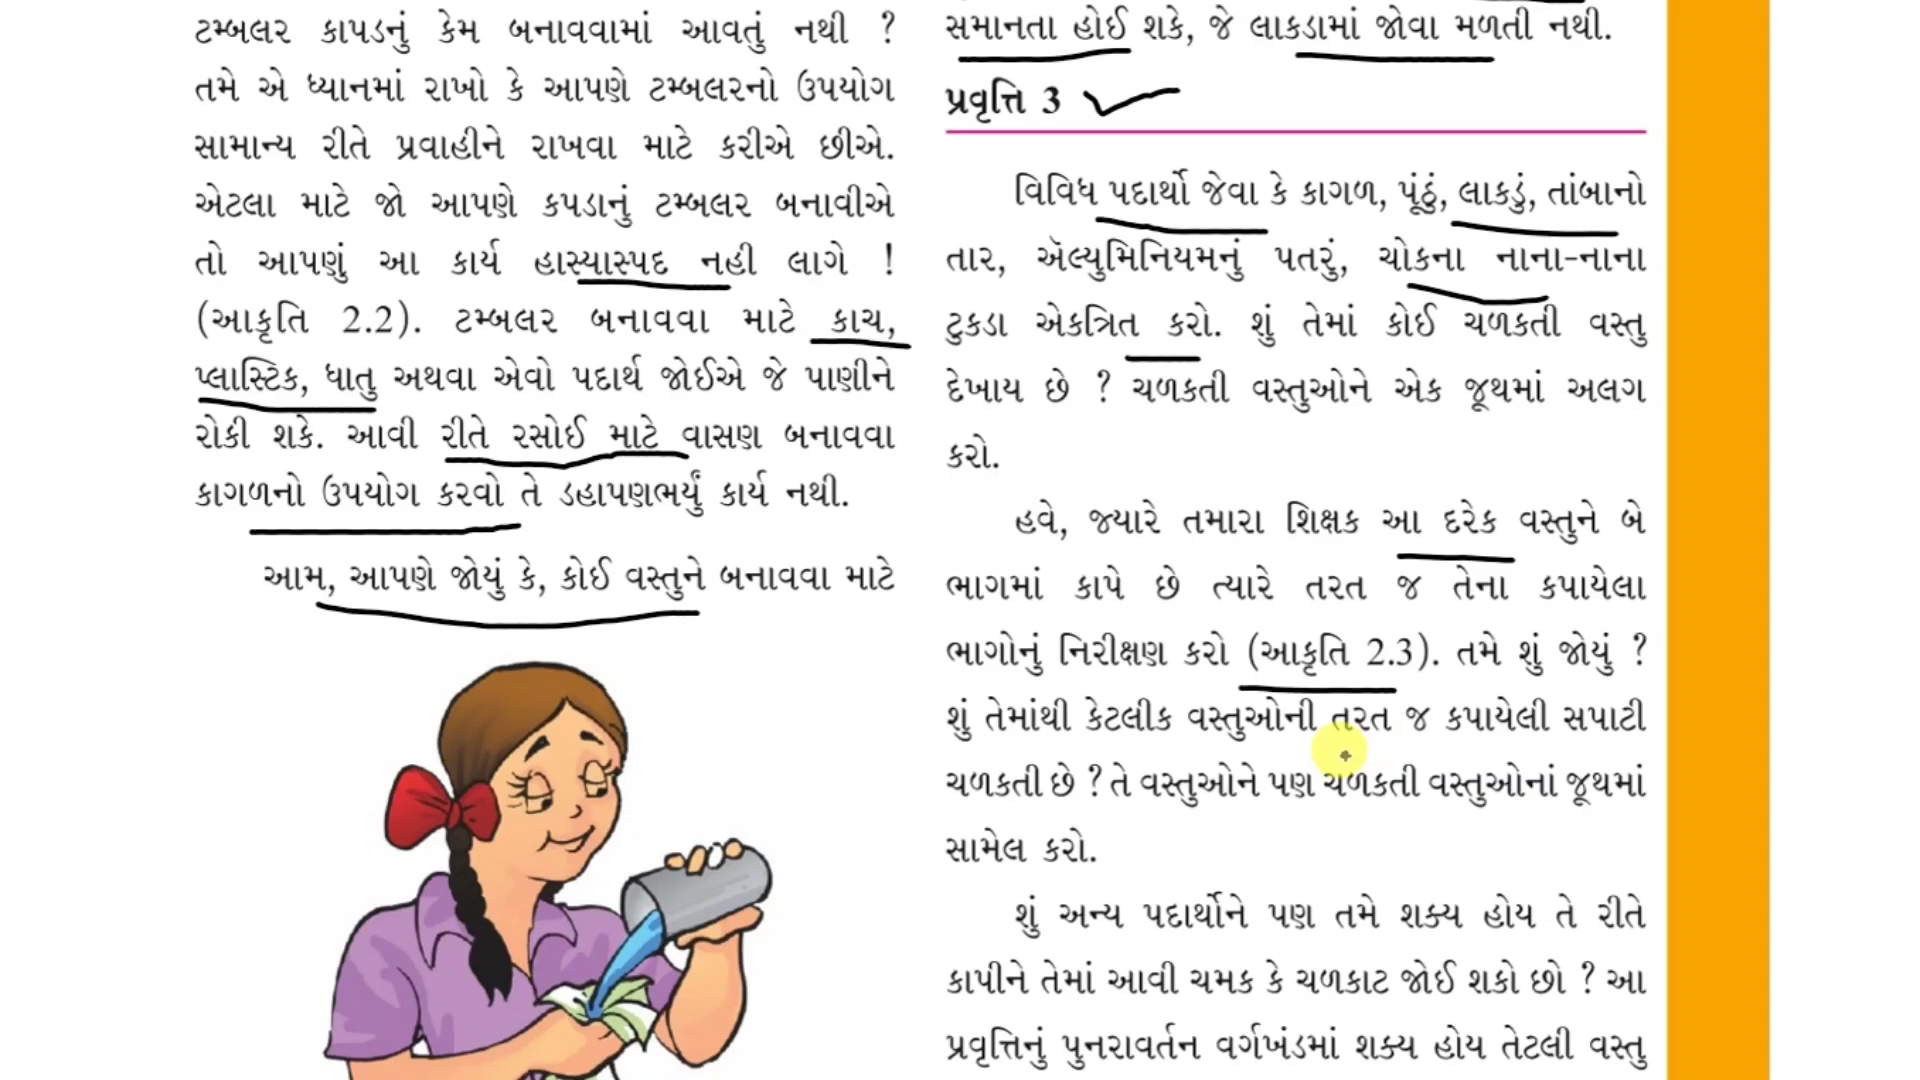 ટમ્બલર કાપડનું કેમ બનાવવામાં આવતું નથી ?
તમે એ ધ્યાનમાં રાખો કે આપણે ટમ્બલરનો ઉપયોગ
સામાન્ય રીતે પ્રવાહીને રાખવા માટે કરીએ છીએ.
એટલા માટે જો આપણે કપડાનું ટમ્બલર બનાવીએ
તો આપણું આ કાર્ય હાસ્યાસ્પદ નહી લાગે !
(આકૃતિ 2.2). ટમ્બલર બનાવવા માટે કાચ,
પ્લાસ્ટિક, ધાતુ અથવા એવો પદાર્થ જોઈએ જે પાણીને
રોકી શકે. આવી રીતે રસોઈ માટે વાસણ બનાવવા
કાગળનો ઉપયોગ કરવો તે ડહાપણભર્યું કાર્ય નથી.
આમ, આપણે જોયું કે, કોઈ વસ્તુને બનાવવા માટે
સમાનતા હોઈ શકે, જે લાકડામાં જોવા મળતી નથી.
પ્રવૃત્તિ 3
વિવિધ પદાર્થો જેવા કે કાગળ, પૂંઠું, લાકડું, તાંબાનો
તાર, ઍલ્યુમિનિયમનું પતરું, ચોકના નાના-નાના
ટુકડા એકત્રિત કરો. શું તેમાં કોઈ ચળકતી વસ્તુ
દેખાય છે ? ચળકતી વસ્તુઓને એક જૂથમાં અલગ
કરો.
હવે, જ્યારે તમારા શિક્ષક આ દરેક વસ્તુને બે
ભાગમાં કાપે છે ત્યારે તરત જ તેના કપાયેલા
ભાગોનું નિરીક્ષણ કરો (આકૃતિ 2.3). તમે શું જોયું ?
શું તેમાંથી કેટલીક વસ્તુઓની તરત જ કપાયેલી સપાટી
ચળકતી છે ? તે વસ્તુઓને પણ ચળકતી વસ્તુઓનાં જૂથમાં
સામેલ કરો.
શું અન્ય પદાર્થોને પણ તમે શક્ય હોય તે રીતે
કાપીને તેમાં આવી ચમક કે ચળકાટ જોઈ શકો છો ? આ
પ્રવૃત્તિનું પુનરાવર્તન વર્ગખંડમાં શક્ય હોય તેટલી વસ્તુ